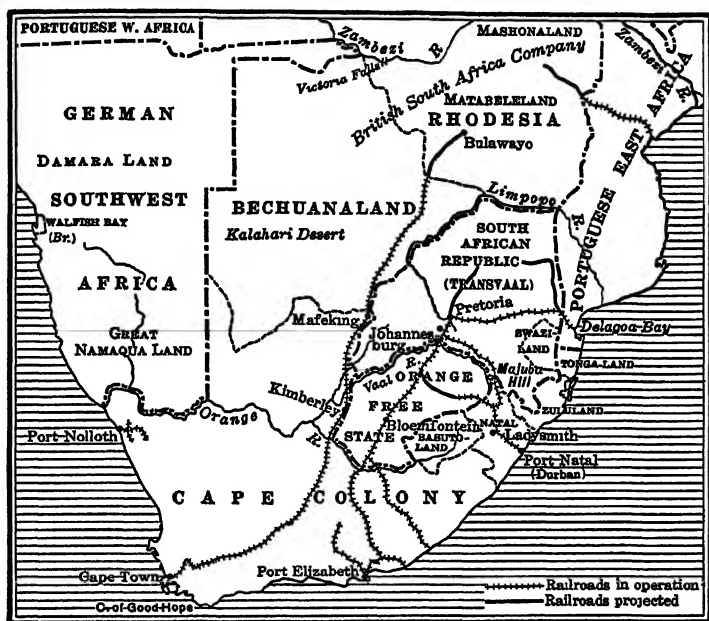 PORTUGUESE W. AFRICA
Zambezi R.
MASHONALAND
Zambezi R.
Victoria Falls
British South Africa Company
GERMAN
MATABELELAND
RHODESIA
Bulawayo
DAMARA LAND
SOUTHWEST
WALFISH BAY
(Br.)
BECHUANALAND
Kalahari Desert
Limpopo R.
PORTUGUESE EAST AFRICA
SOUTH
AFRICAN
REPUBLIC
(TRANSVAAL)
AFRICA
Pretoria
Mafeking
Johannes
burg
SWAZI-
LAND
Delagoa Bay
GREAT
NAMAQUA LAND
Majuba
Hill
TONGA-LAND
Kimberley
Vaal R.
ORANGE
FREE
STATE
ZULULAND
Orange R.
Port Nolloth
Bloemfontein
BASUTO-
LAND
NATAL
Ladysmith
Port Natal
(Durban)
CAPE COLONY
Cape Town
Port Elizabeth
C. of Good Hope
Railroads in operation
Railroads projected